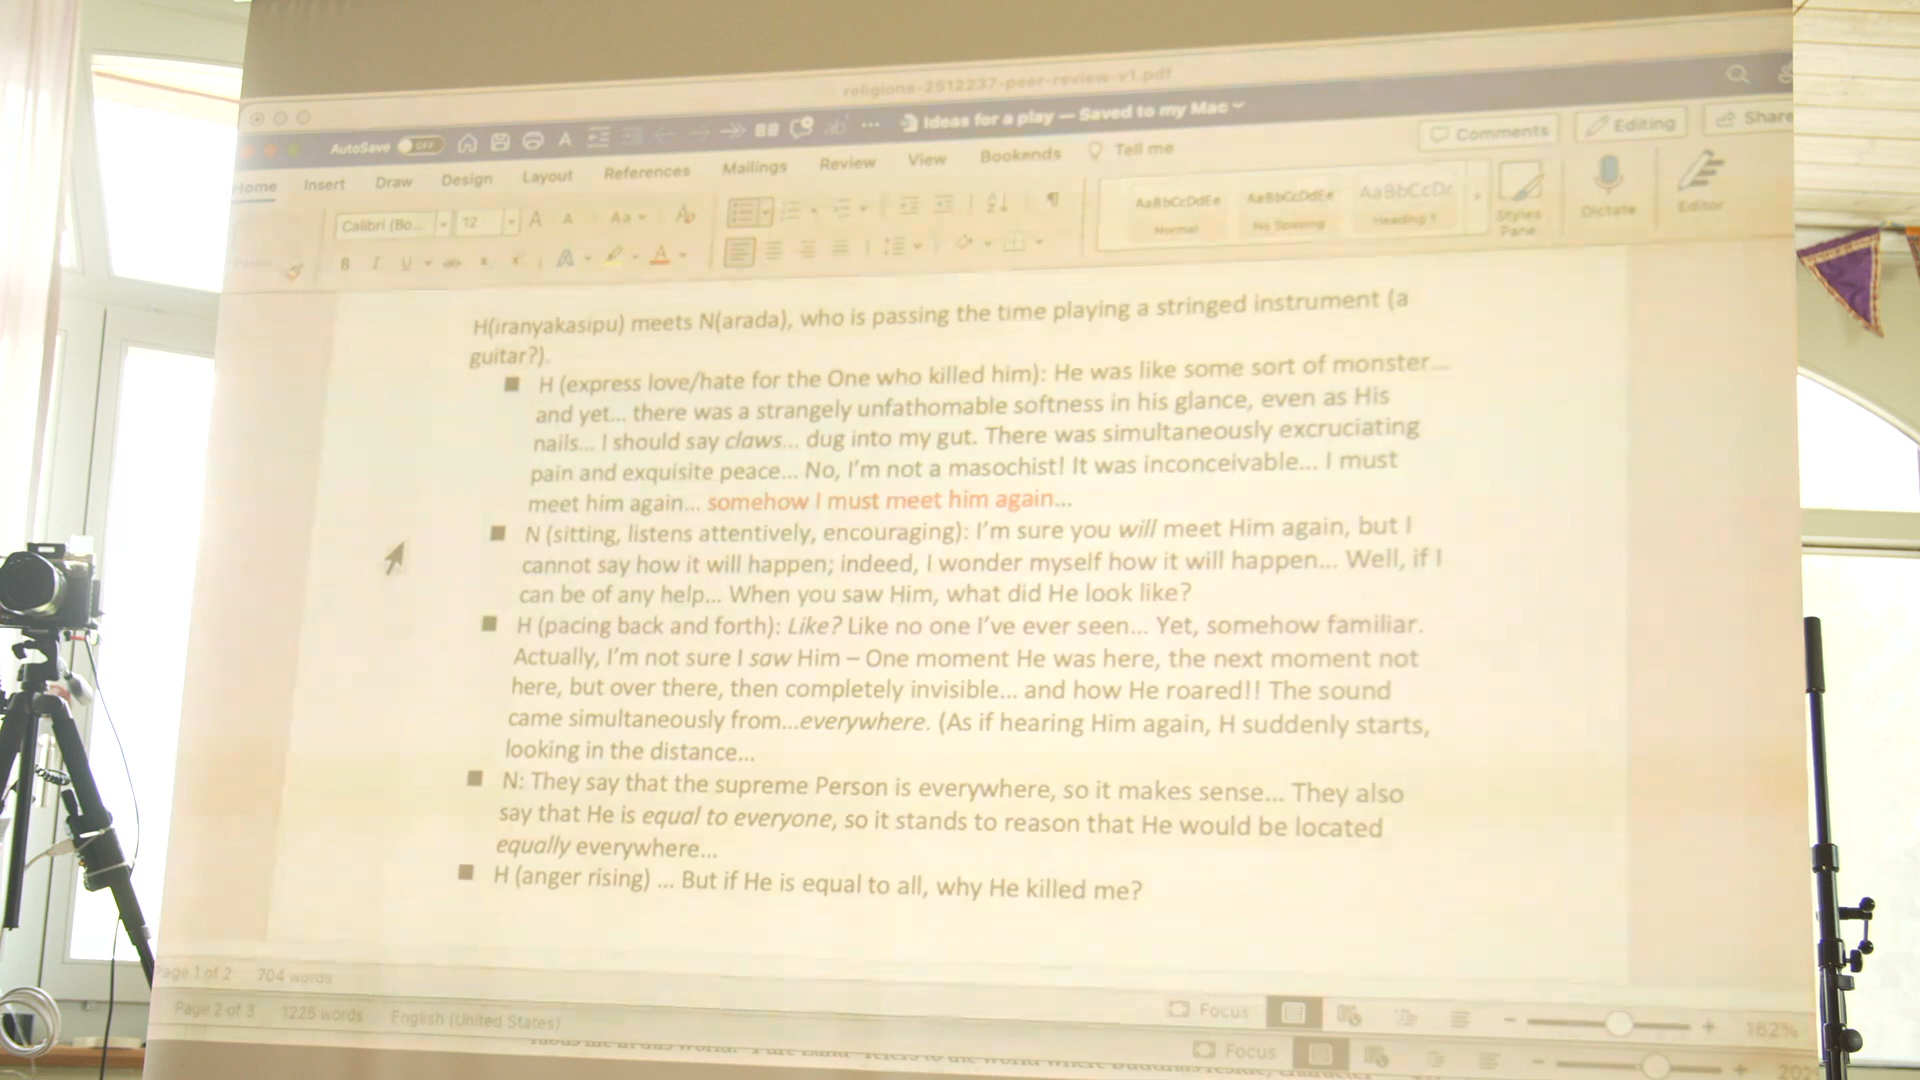 religions-2512237-peer-review-v1.pdf
AutoSave OFF Ideas for a play — Saved to my Mac
Home Insert Draw Design Layout References Mailings Review View Bookends Tell me Comments Editing Share
Calibri (Bo... 12 A A Aa A AaBbCcDdEe AaBbCcDdEe AaBbCcDc
Normal No Spacing Heading 1 Styles Pane Dictate Editor
B I U ab x x A A
H(iranyakasipu) meets N(arada), who is passing the time playing a stringed instrument (a
guitar?).
■ H (express love/hate for the One who killed him): He was like some sort of monster...
and yet... there was a strangely unfathomable softness in his glance, even as His
nails... I should say claws... dug into my gut. There was simultaneously excruciating
pain and exquisite peace... No, I'm not a masochist! It was inconceivable... I must
meet him again... somehow I must meet him again...
■ N (sitting, listens attentively, encouraging): I'm sure you will meet Him again, but I
cannot say how it will happen; indeed, I wonder myself how it will happen... Well, if I
can be of any help... When you saw Him, what did He look like?
■ H (pacing back and forth): Like? Like no one I've ever seen... Yet, somehow familiar.
Actually, I'm not sure I saw Him – One moment He was here, the next moment not
here, but over there, then completely invisible... and how He roared!! The sound
came simultaneously from...everywhere. (As if hearing Him again, H suddenly starts,
looking in the distance...
■ N: They say that the supreme Person is everywhere, so it makes sense... They also
say that He is equal to everyone, so it stands to reason that He would be located
equally everywhere...
■ H (anger rising) ... But if He is equal to all, why He killed me?
Page 1 of 2 704 words
Focus 162%
Page 2 of 3 1225 words English (United States)
Focus